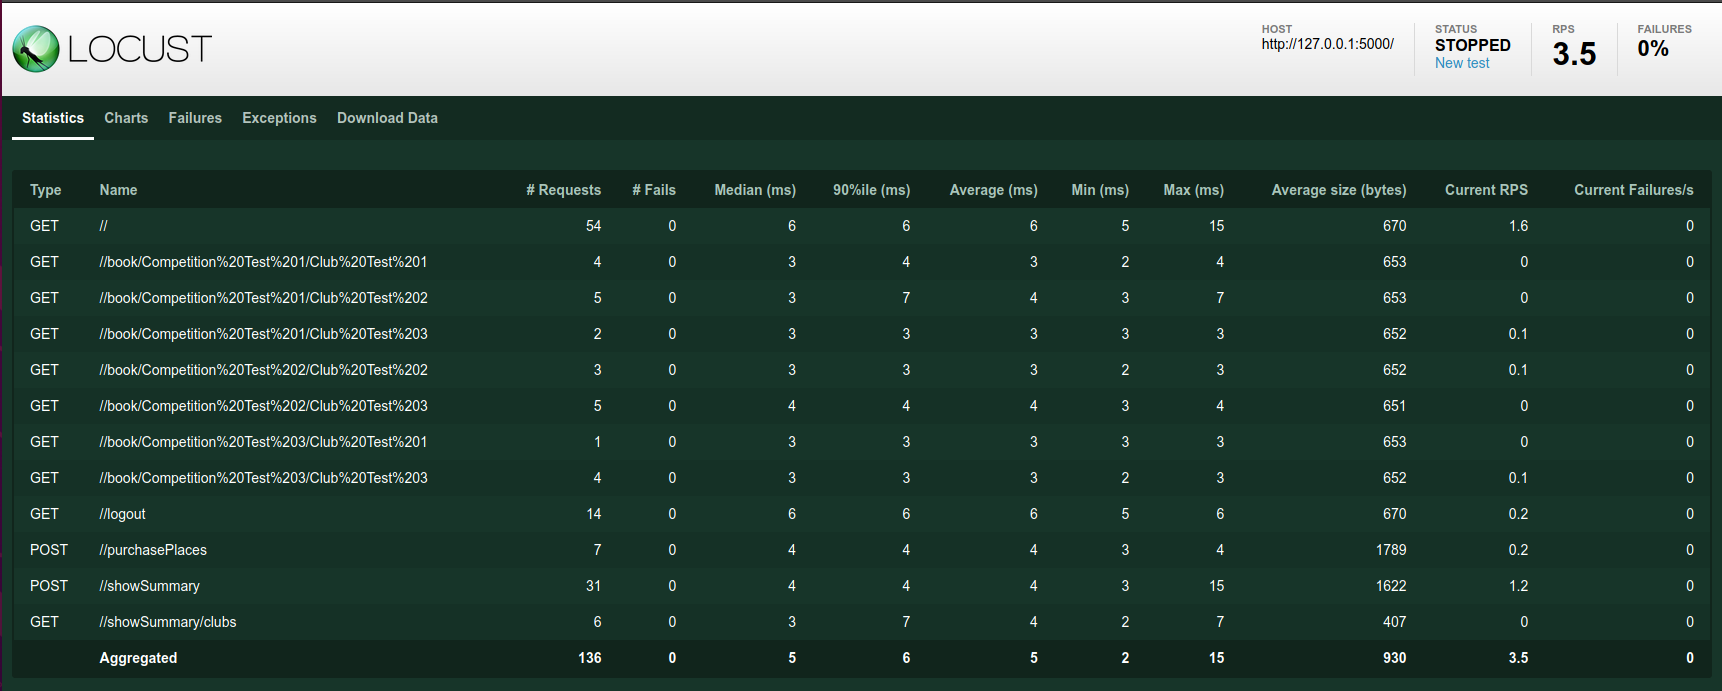 LOCUST
HOST
http://127.0.0.1:5000/
STATUS
STOPPED
New test
RPS
3.5
FAILURES
0%
Statistics Charts Failures Exceptions Download Data
Type Name # Requests # Fails Median (ms) 90%ile (ms) Average (ms) Min (ms) Max (ms) Average size (bytes) Current RPS Current Failures/s
GET // 54 0 6 6 6 5 15 670 1.6 0
GET //book/Competition%20Test%201/Club%20Test%201 4 0 3 4 3 2 4 653 0 0
GET //book/Competition%20Test%201/Club%20Test%202 5 0 3 7 4 3 7 653 0 0
GET //book/Competition%20Test%201/Club%20Test%203 2 0 3 3 3 3 3 652 0.1 0
GET //book/Competition%20Test%202/Club%20Test%202 3 0 3 3 3 2 3 652 0.1 0
GET //book/Competition%20Test%202/Club%20Test%203 5 0 4 4 4 3 4 651 0 0
GET //book/Competition%20Test%203/Club%20Test%201 1 0 3 3 3 3 3 653 0 0
GET //book/Competition%20Test%203/Club%20Test%203 4 0 3 3 3 2 3 652 0.1 0
GET //logout 14 0 6 6 6 5 6 670 0.2 0
POST //purchasePlaces 7 0 4 4 4 3 4 1789 0.2 0
POST //showSummary 31 0 4 4 4 3 15 1622 1.2 0
GET //showSummary/clubs 6 0 3 7 4 2 7 407 0 0
Aggregated 136 0 5 6 5 2 15 930 3.5 0